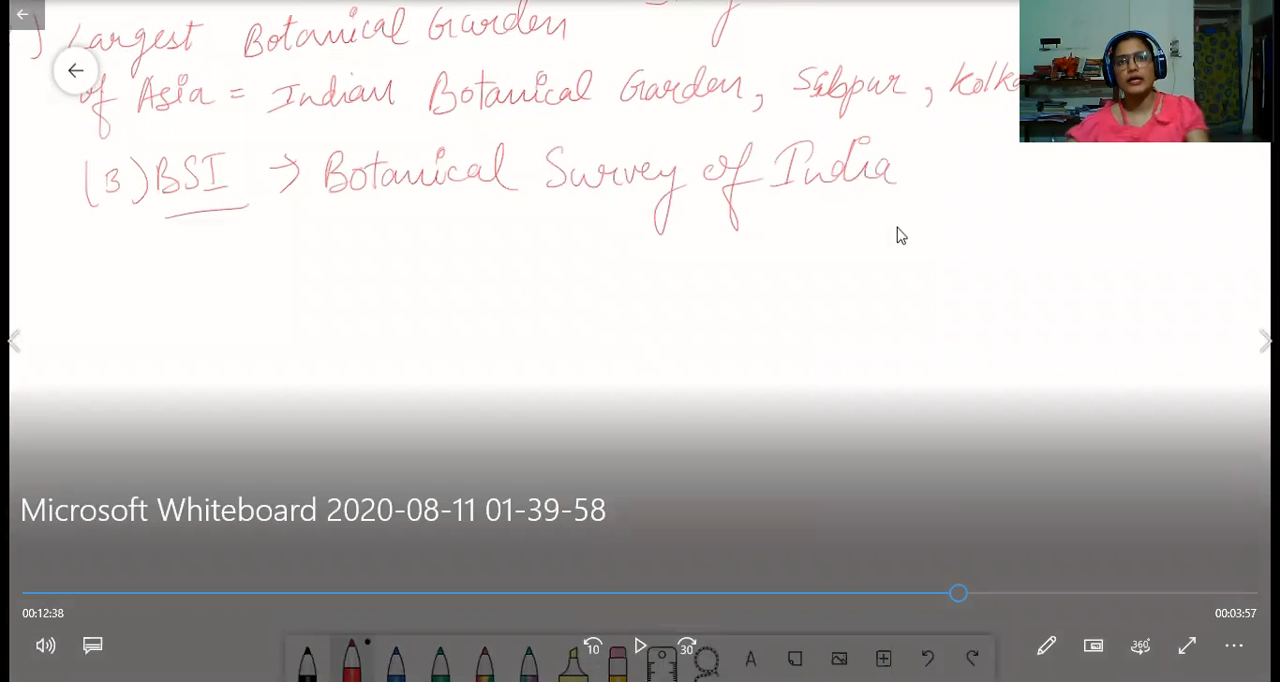 ) Largest Botanical Garden
of Asia = Indian Botanical Garden, Sibpur, Kolk
(3) BSI → Botanical Survey of India
Microsoft Whiteboard 2020-08-11 01-39-58
00:12:38
00:03:57
10
30
A
360°